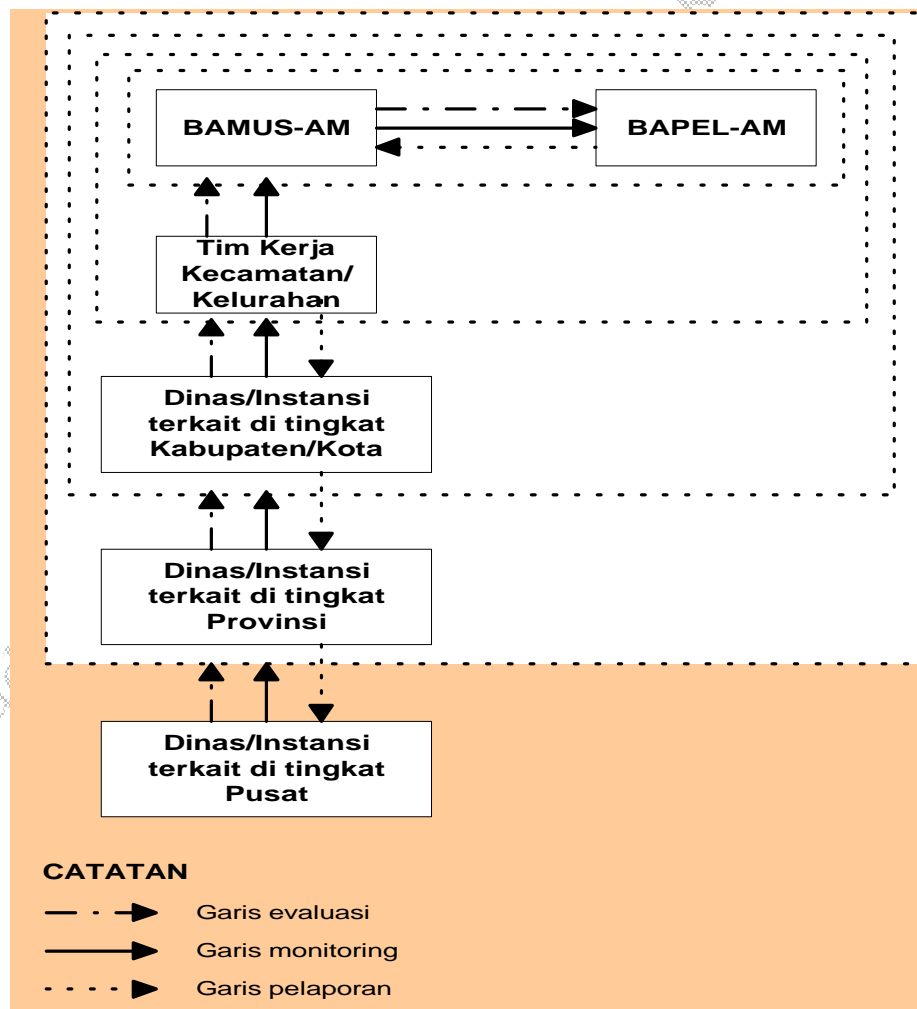 BAMUS-AM
BAPEL-AM
Tim Kerja
Kecamatan/
Kelurahan
Dinas/Instansi
terkait di tingkat
Kabupaten/Kota
Dinas/Instansi
terkait di tingkat
Provinsi
Dinas/Instansi
terkait di tingkat
Pusat
CATATAN
Garis evaluasi
Garis monitoring
Garis pelaporan